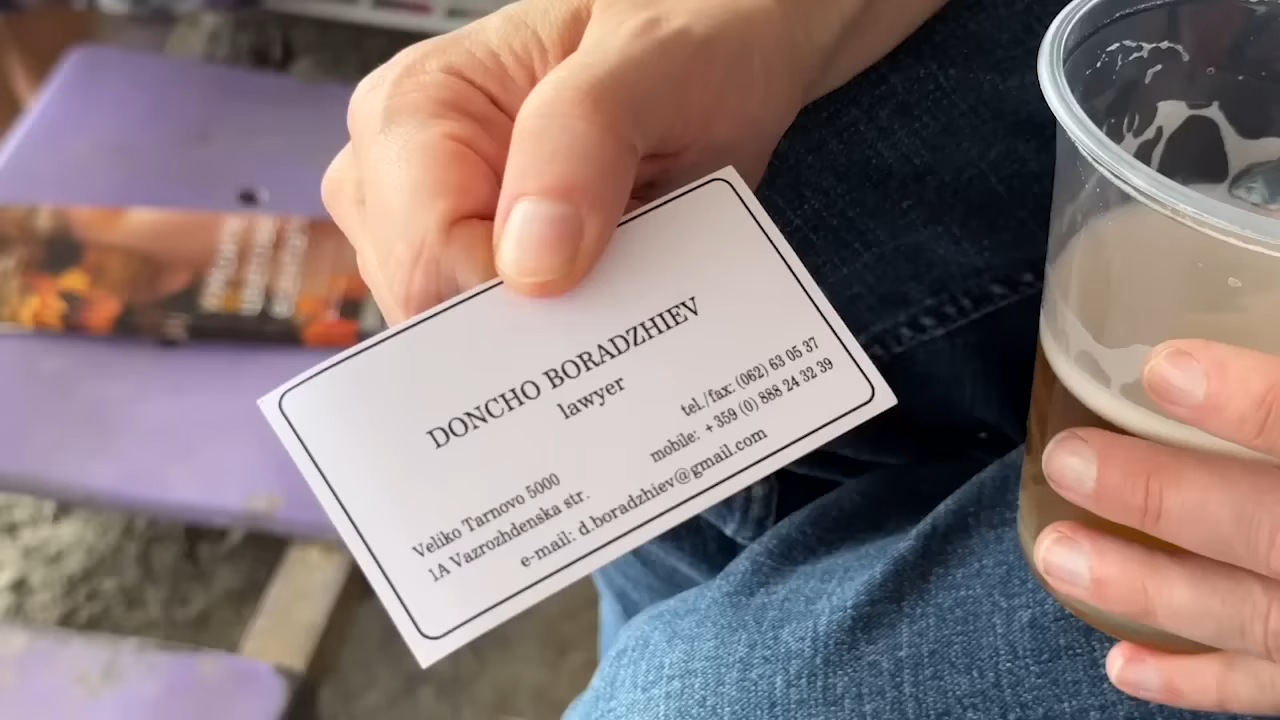 DONCHO BORADZHIEV
lawyer
Veliko Tarnovo 5000
1A Vazrozhdenska str.
tel./fax: (062) 63 05 37
mobile: +359 (0) 888 24 32 39
e-mail: d.boradzhiev@gmail.com